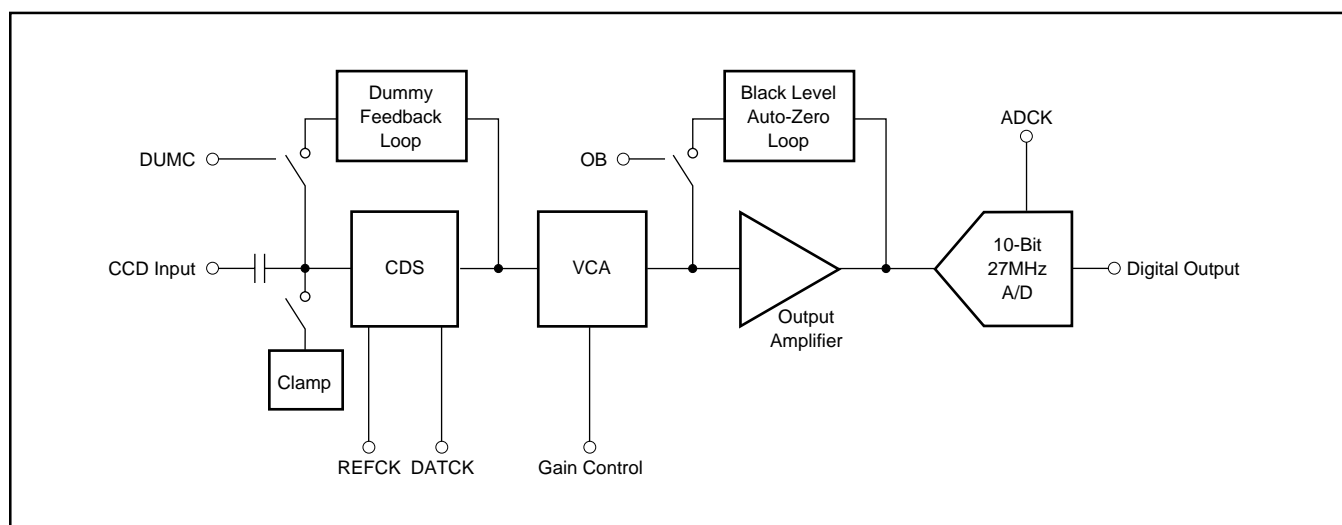 Dummy
Feedback
Loop
Black Level
Auto-Zero
Loop
ADCK
DUMC
OB
CCD Input
CDS
VCA
Output
Amplifier
10-Bit
27MHz
A/D
Digital Output
Clamp
REFCK
DATCK
Gain Control